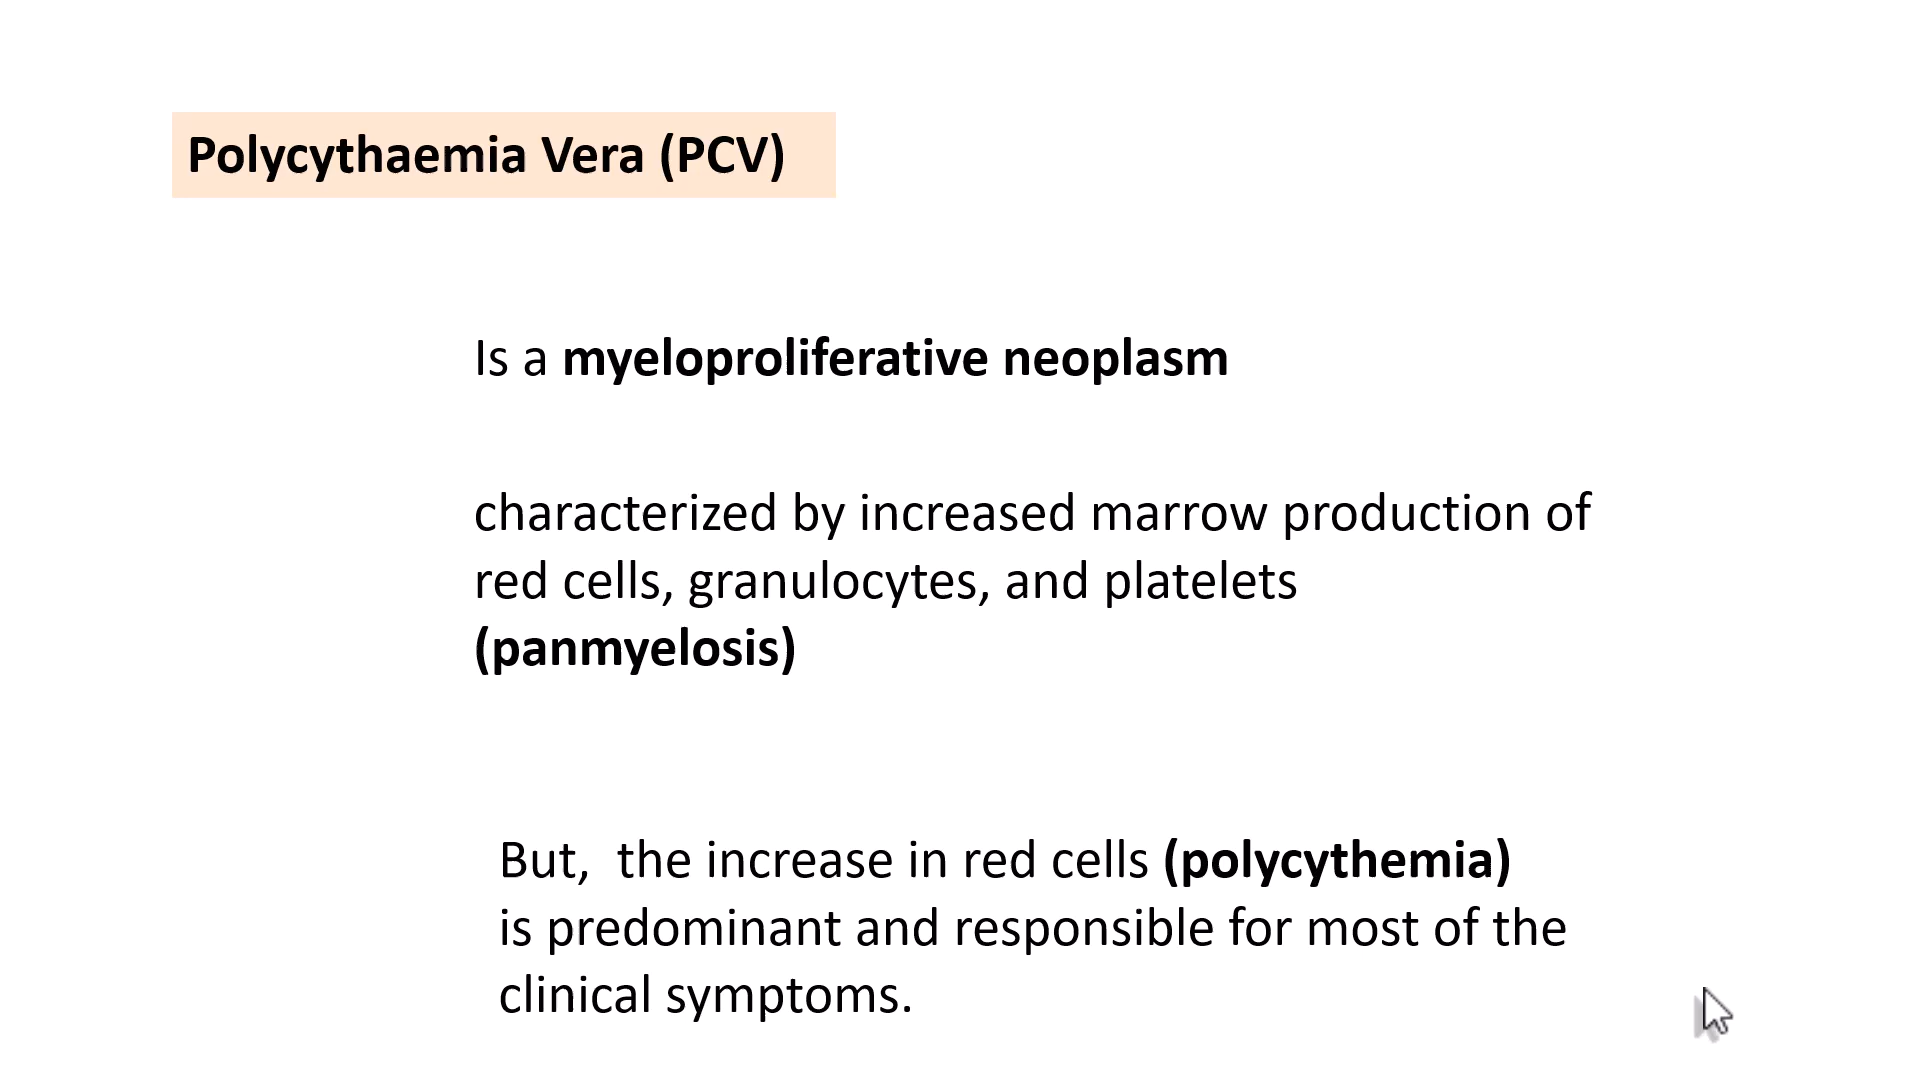 Polycythaemia Vera (PCV)
Is a myeloproliferative neoplasm
characterized by increased marrow production of
red cells, granulocytes, and platelets
(panmyelosis)
But,  the increase in red cells (polycythemia)
is predominant and responsible for most of the
clinical symptoms.